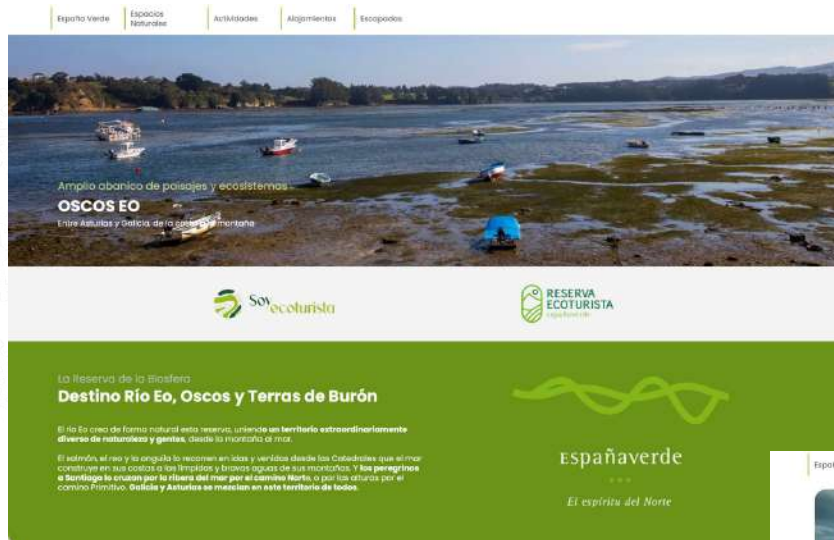 España Verde
Espacios
Naturales
Actividades
Alojamientos
Escapadas
Amplio abanico de paisajes y ecosistemas
OSCOS EO
Entre Asturias y Galicia, de la costa a la montaña
Soy ecoturista
RESERVA
ECOTURISTA
españaverde
La Reserva de la Biosfera
Destino Río Eo, Oscos y Terras de Burón
El río Eo crea de forma natural esta reserva, uniendo un territorio extraordinariamente
diverso de naturaleza y gentes, desde la montaña al mar.
El salmón, el reo y la anguila lo recorren en idas y venidas desde las Catedrales que el mar
construye en sus costas a las límpidas y bravas aguas de sus montañas. Y los peregrinos
a Santiago lo cruzan por la ribera del mar por el camino Norte, o por las alturas por el
camino Primitivo. Galicia y Asturias se mezclan en este territorio de todos.
Españaverde
El espíritu del Norte
Españ